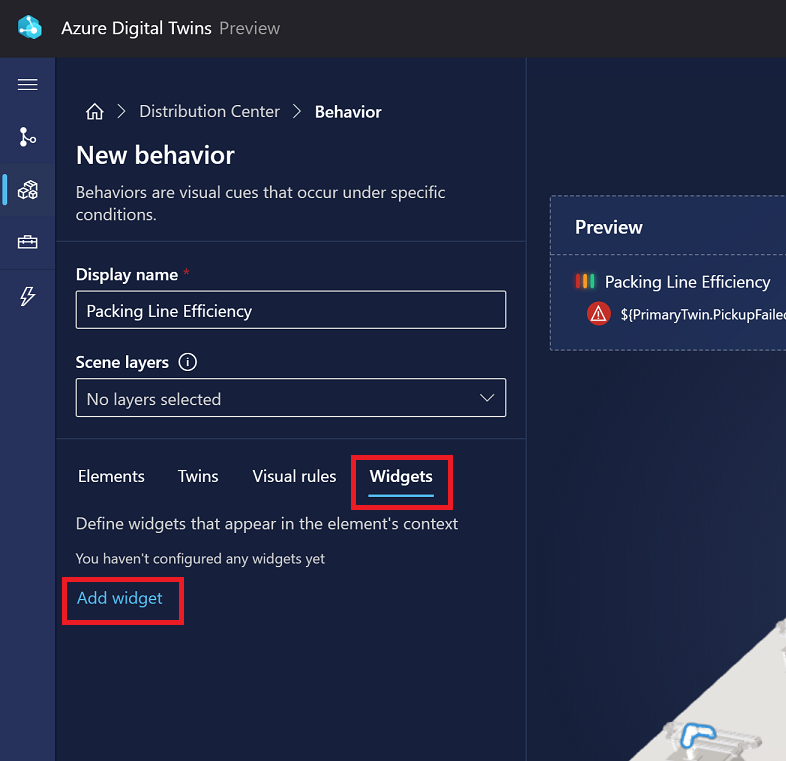 Azure Digital Twins Preview
Distribution Center > Behavior
New behavior
Behaviors are visual cues that occur under specific
conditions.
Display name *
Packing Line Efficiency
Scene layers
No layers selected
Elements Twins Visual rules Widgets
Define widgets that appear in the element's context
You haven't configured any widgets yet
Add widget
Preview
Packing Line Efficiency
${PrimaryTwin.PickupFailed